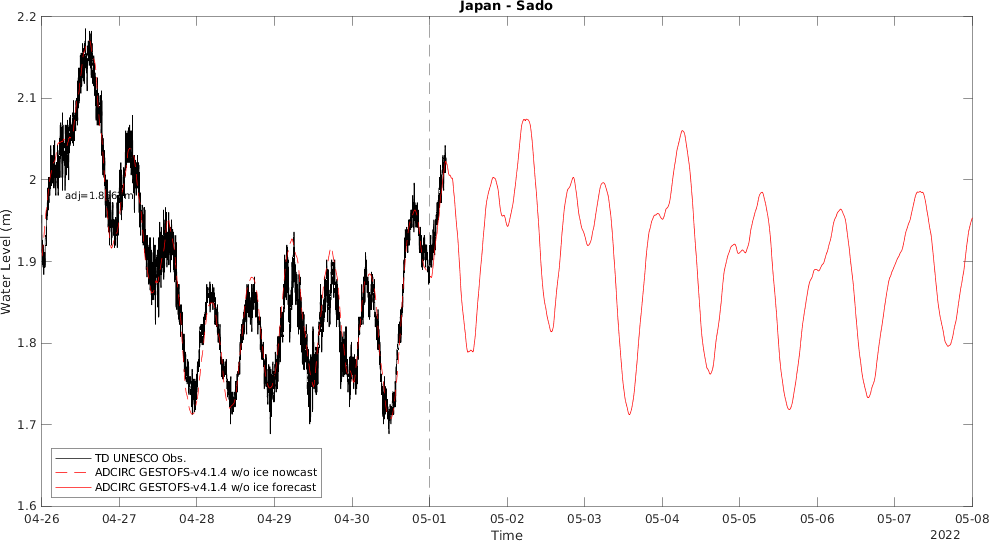 Japan - Sado
Water Level (m)
2.2
2.1
2
1.9
1.8
1.7
1.6
TD UNESCO Obs.
ADCIRC GESTOFS-v4.1.4 w/o ice nowcast
ADCIRC GESTOFS-v4.1.4 w/o ice forecast
04-26 04-27 04-28 04-29 04-30 05-01 05-02 05-03 05-04 05-05 05-06 05-07 05-08
Time
2022